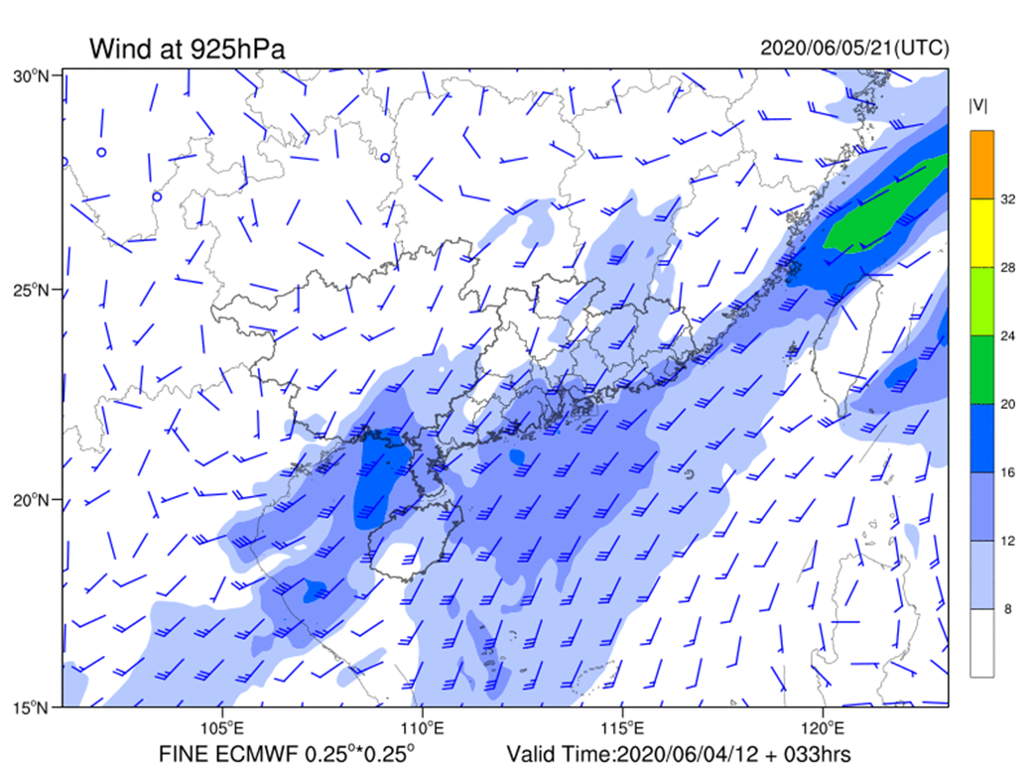 Wind at 925hPa
2020/06/05/21(UTC)
|V|
30°N
25°N
20°N
15°N
105°E
110°E
115°E
120°E
32
28
24
20
16
12
8
FINE ECMWF 0.25°*0.25°
Valid Time:2020/06/04/12 + 033hrs